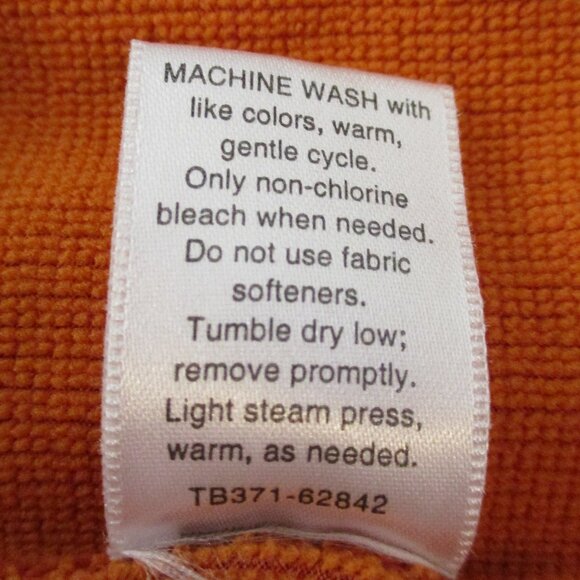 MACHINE WASH with
like colors, warm,
gentle cycle.
Only non-chlorine
bleach when needed.
Do not use fabric
softeners.
Tumble dry low;
remove promptly.
Light steam press,
warm, as needed.
TB371-62842